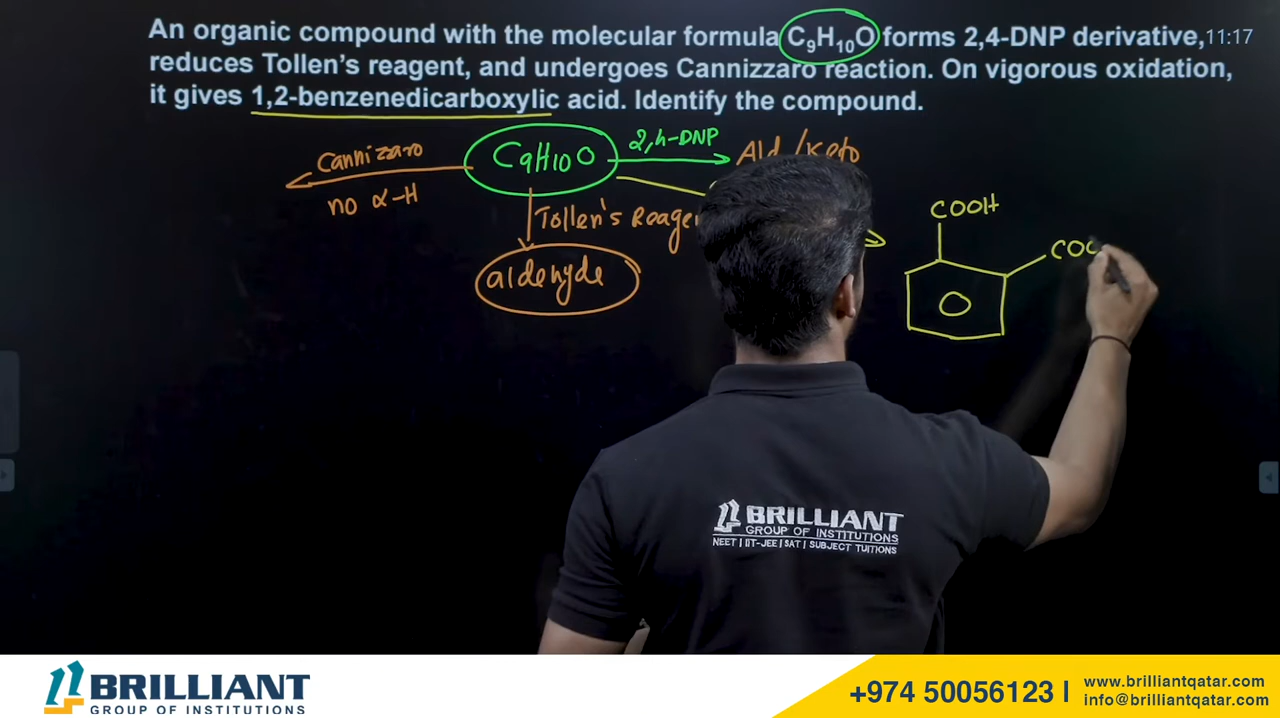 An organic compound with the molecular formula C₉H₁₀O forms 2,4-DNP derivative, 11:17
reduces Tollen's reagent, and undergoes Cannizzaro reaction. On vigorous oxidation,
it gives 1,2-benzenedicarboxylic acid. Identify the compound.
Cannizzaro
no α-H
C9H10O
2,4-DNP
Ald/Keto
Tollen's Reagen
aldehyde
COOH
COO
BRILLIANT
GROUP OF INSTITUTIONS
NEET | IIT-JEE | SAT | SUBJECT TUITIONS
BRILLIANT
GROUP OF INSTITUTIONS
+974 50056123 |
www.brilliantqatar.com
info@brilliantqatar.com